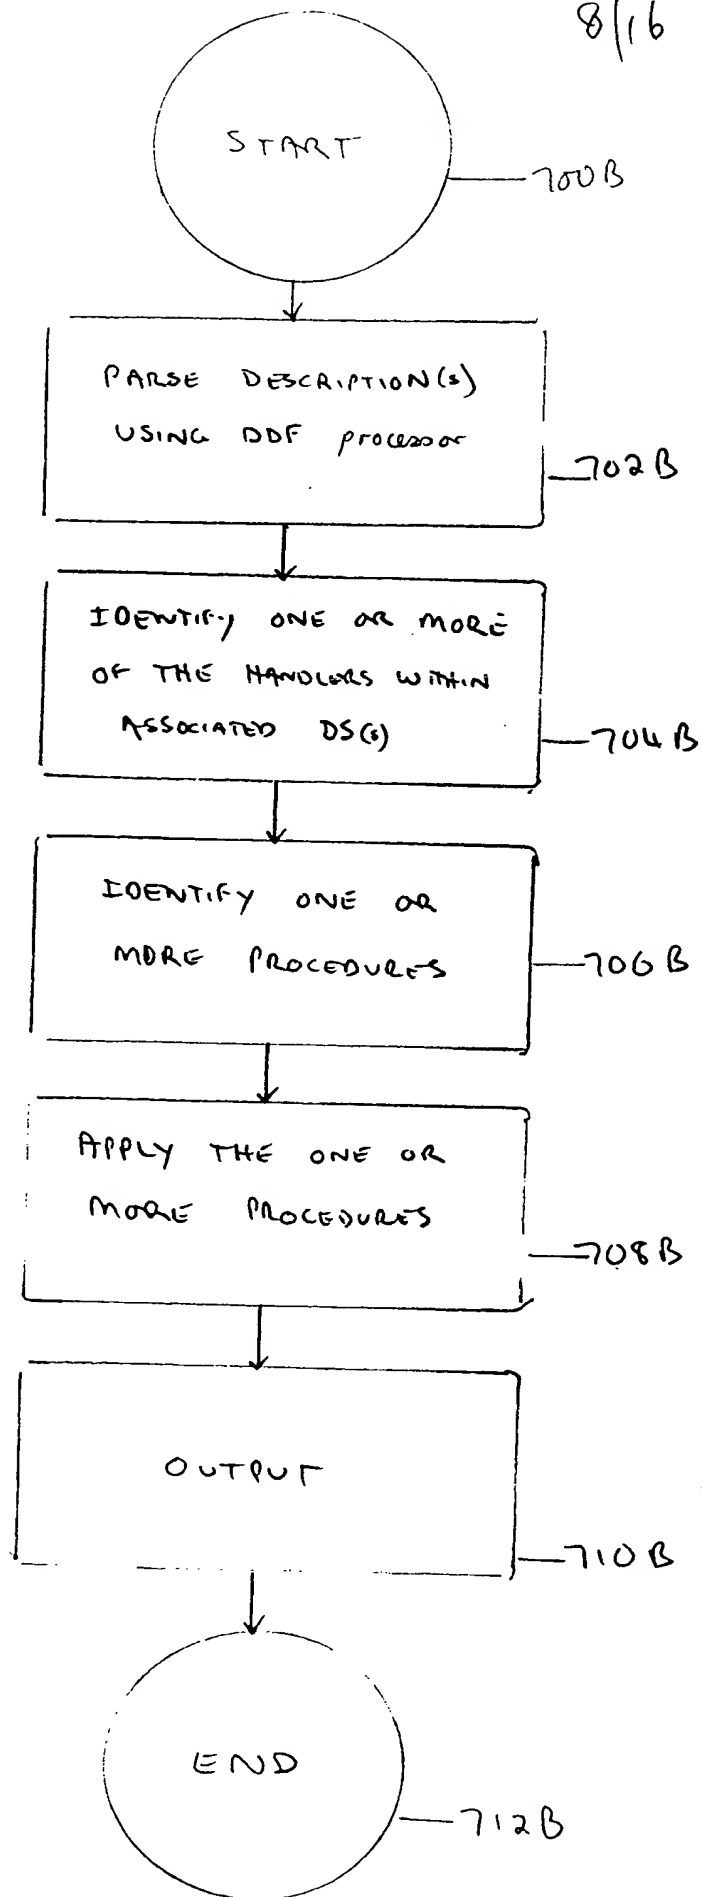 8/16
START
700B
PARSE DESCRIPTION(s)
USING DDF processor
702B
IDENTIFY ONE OR MORE
OF THE HANDLERS WITHIN
ASSOCIATED DS(s)
704B
IDENTIFY ONE OR
MORE PROCEDURES
706B
APPLY THE ONE OR
MORE PROCEDURES
708B
OUTPUT
710B
END
712B